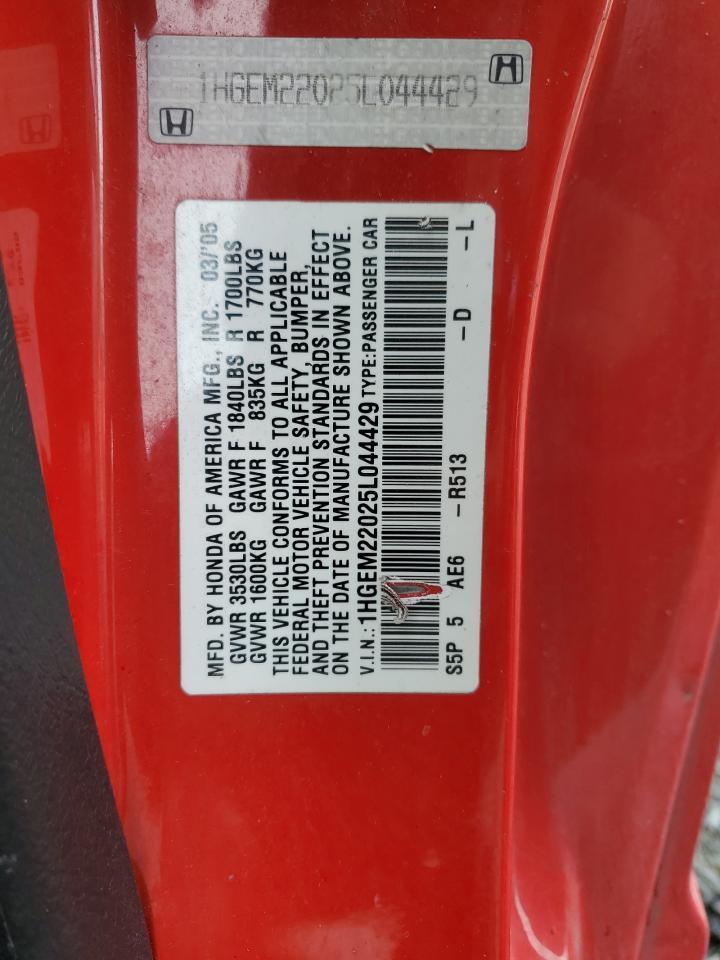 1HGEM22025L044429
MFD. BY HONDA OF AMERICA MFG., INC. 03/'05
GVWR 3530LBS GAWR F 1840LBS R 1700LBS
GVWR 1600KG GAWR F 835KG R 770KG
THIS VEHICLE CONFORMS TO ALL APPLICABLE
FEDERAL MOTOR VEHICLE SAFETY, BUMPER,
AND THEFT PREVENTION STANDARDS IN EFFECT
ON THE DATE OF MANUFACTURE SHOWN ABOVE.
V.I.N.:1HGEM22025L044429 TYPE:PASSENGER CAR
S5P 5 AE6 –R513 –D –L